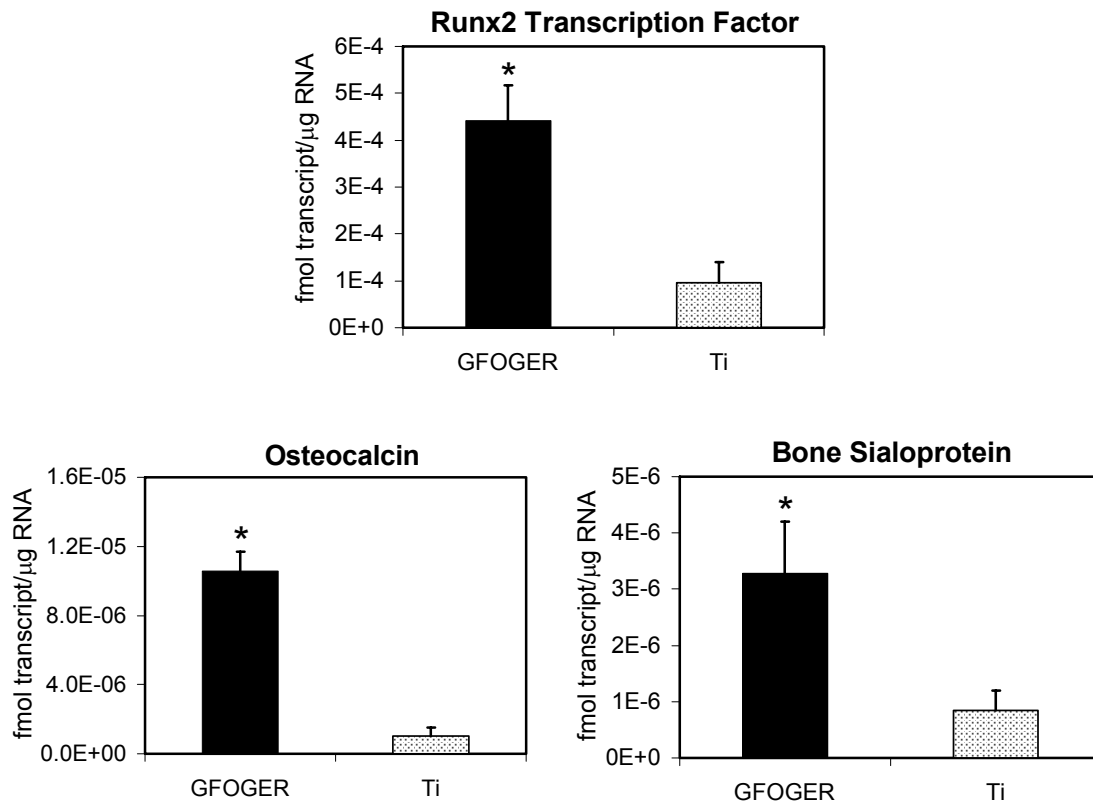 Runx2 Transcription Factor
fmol transcript/µg RNA
6E-4
5E-4
4E-4
3E-4
2E-4
1E-4
0E+0
*
GFOGER Ti
Osteocalcin
fmol transcript/µg RNA
1.6E-05
1.2E-05
8.0E-06
4.0E-06
0.0E+00
*
GFOGER Ti
Bone Sialoprotein
fmol transcript/µg RNA
5E-6
4E-6
3E-6
2E-6
1E-6
0E+0
*
GFOGER Ti